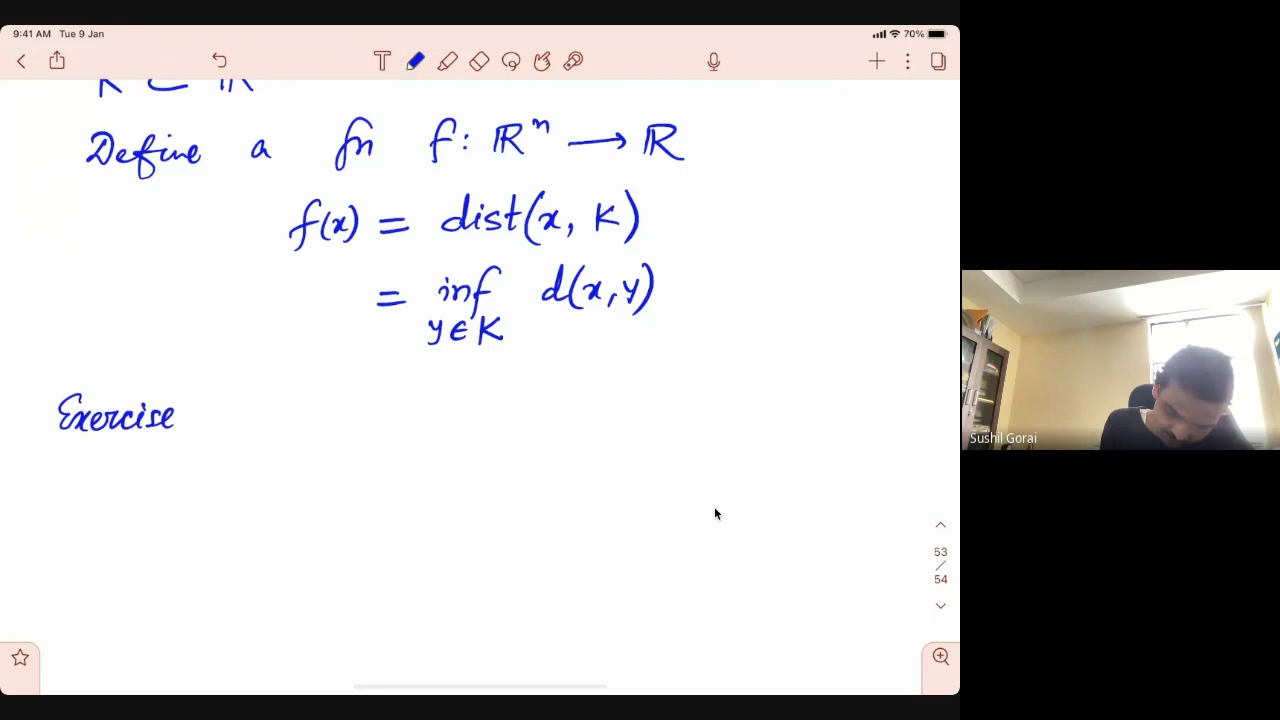 9:41 AM Tue 9 Jan
70%
T
Define a fn f: ℝⁿ ⟶ ℝ
f(x) = dist(x, K)
= inf d(x,y)
y ∈ K
Exercise
Sushil Gorai
53
/
54